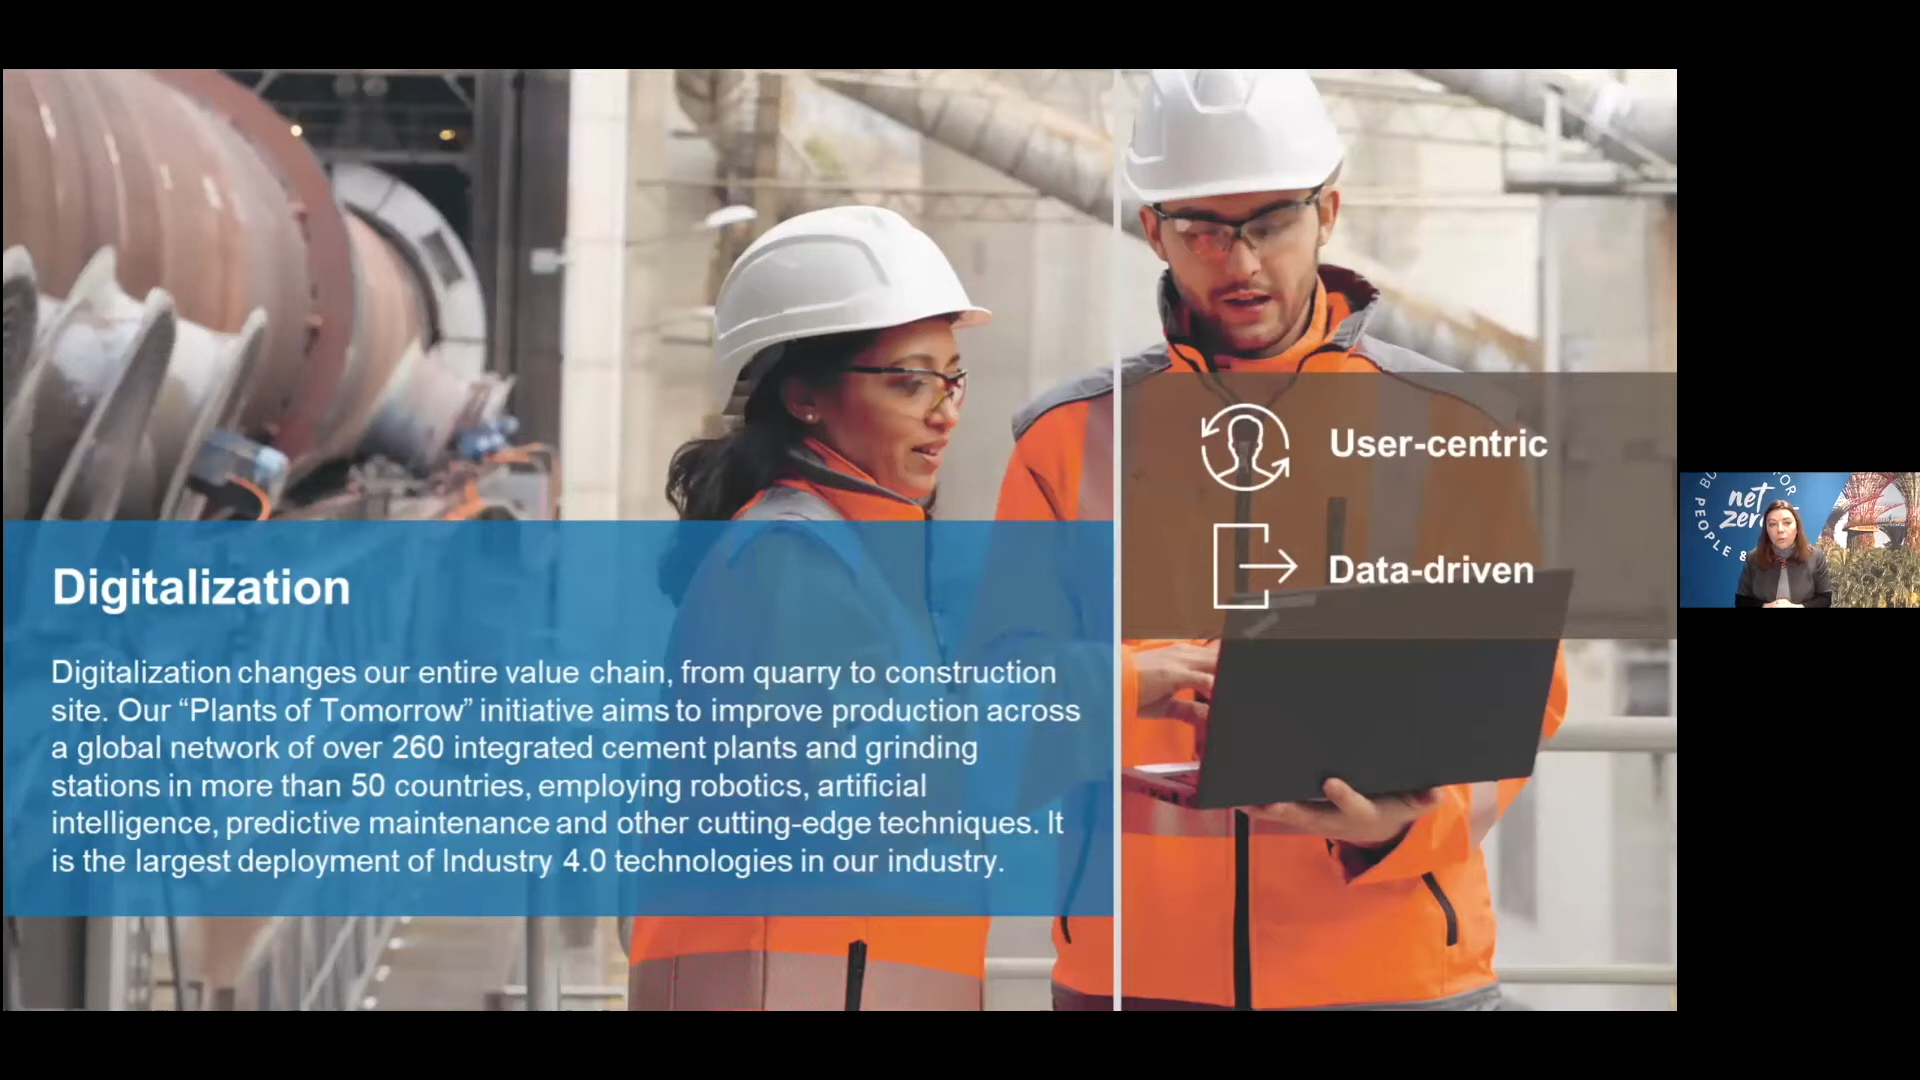 Digitalization
Digitalization changes our entire value chain, from quarry to construction
site. Our “Plants of Tomorrow” initiative aims to improve production across
a global network of over 260 integrated cement plants and grinding
stations in more than 50 countries, employing robotics, artificial
intelligence, predictive maintenance and other cutting-edge techniques. It
is the largest deployment of Industry 4.0 technologies in our industry.
User-centric
Data-driven
net
PEOPLE &